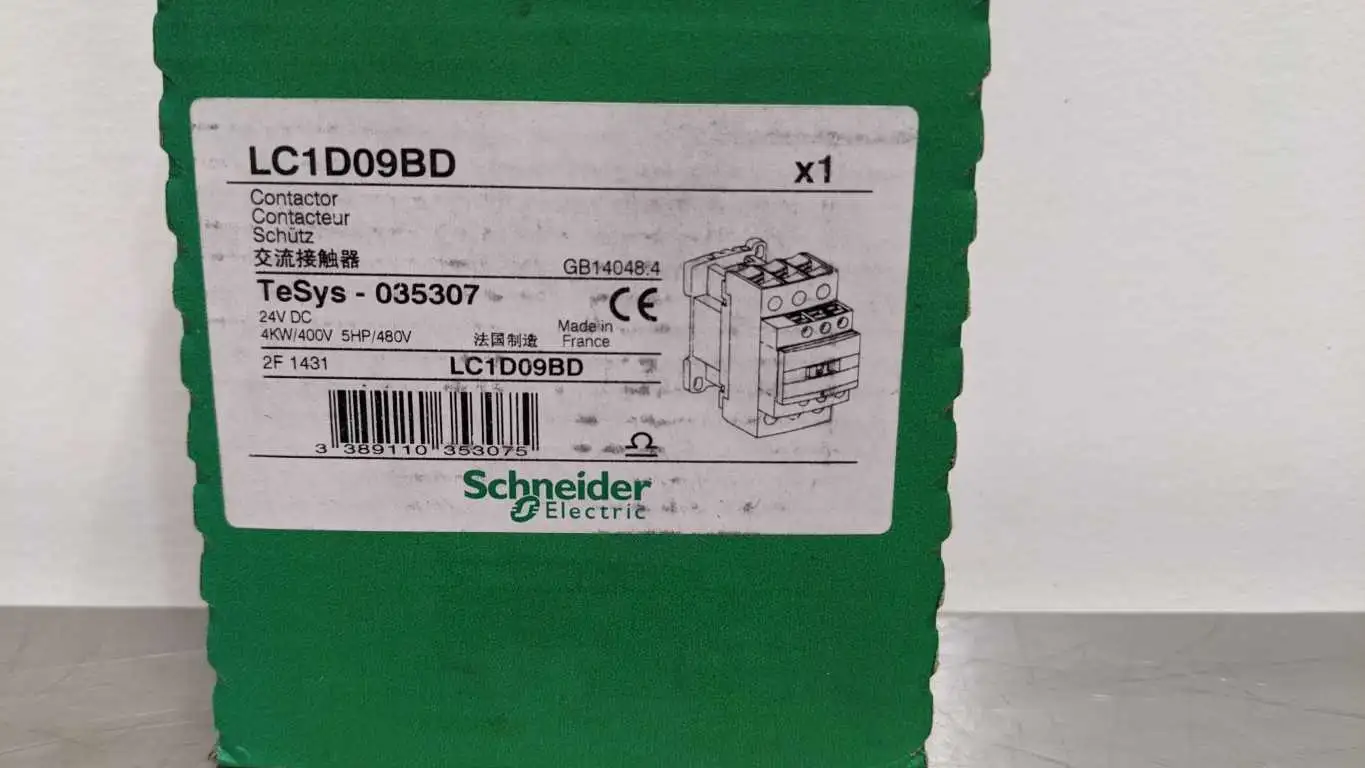 LC1D09BD x1
Contactor
Contacteur
Schütz
交流接触器 GB14048.4
TeSys - 035307 CE
24V DC
4KW/400V 5HP/480V 法国制造 Made in France
2F 1431 LC1D09BD
3 389110 353075
Schneider
Electric